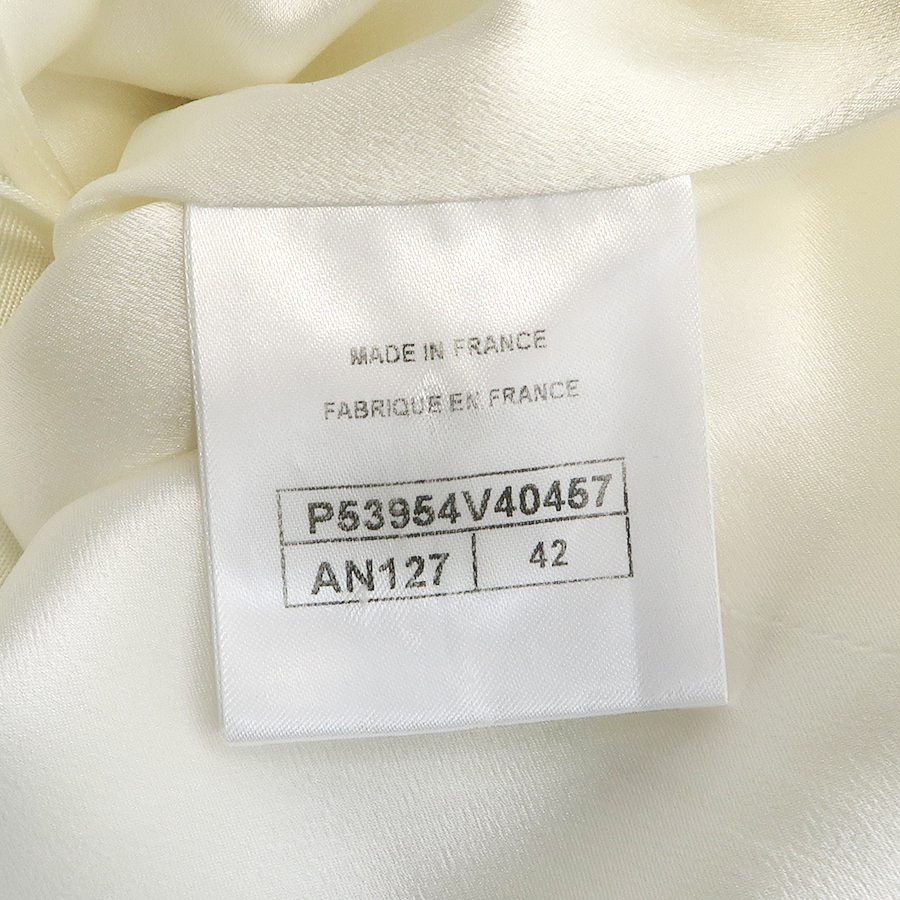 MADE IN FRANCE
FABRIQUE EN FRANCE
P53954V40457
AN127 42